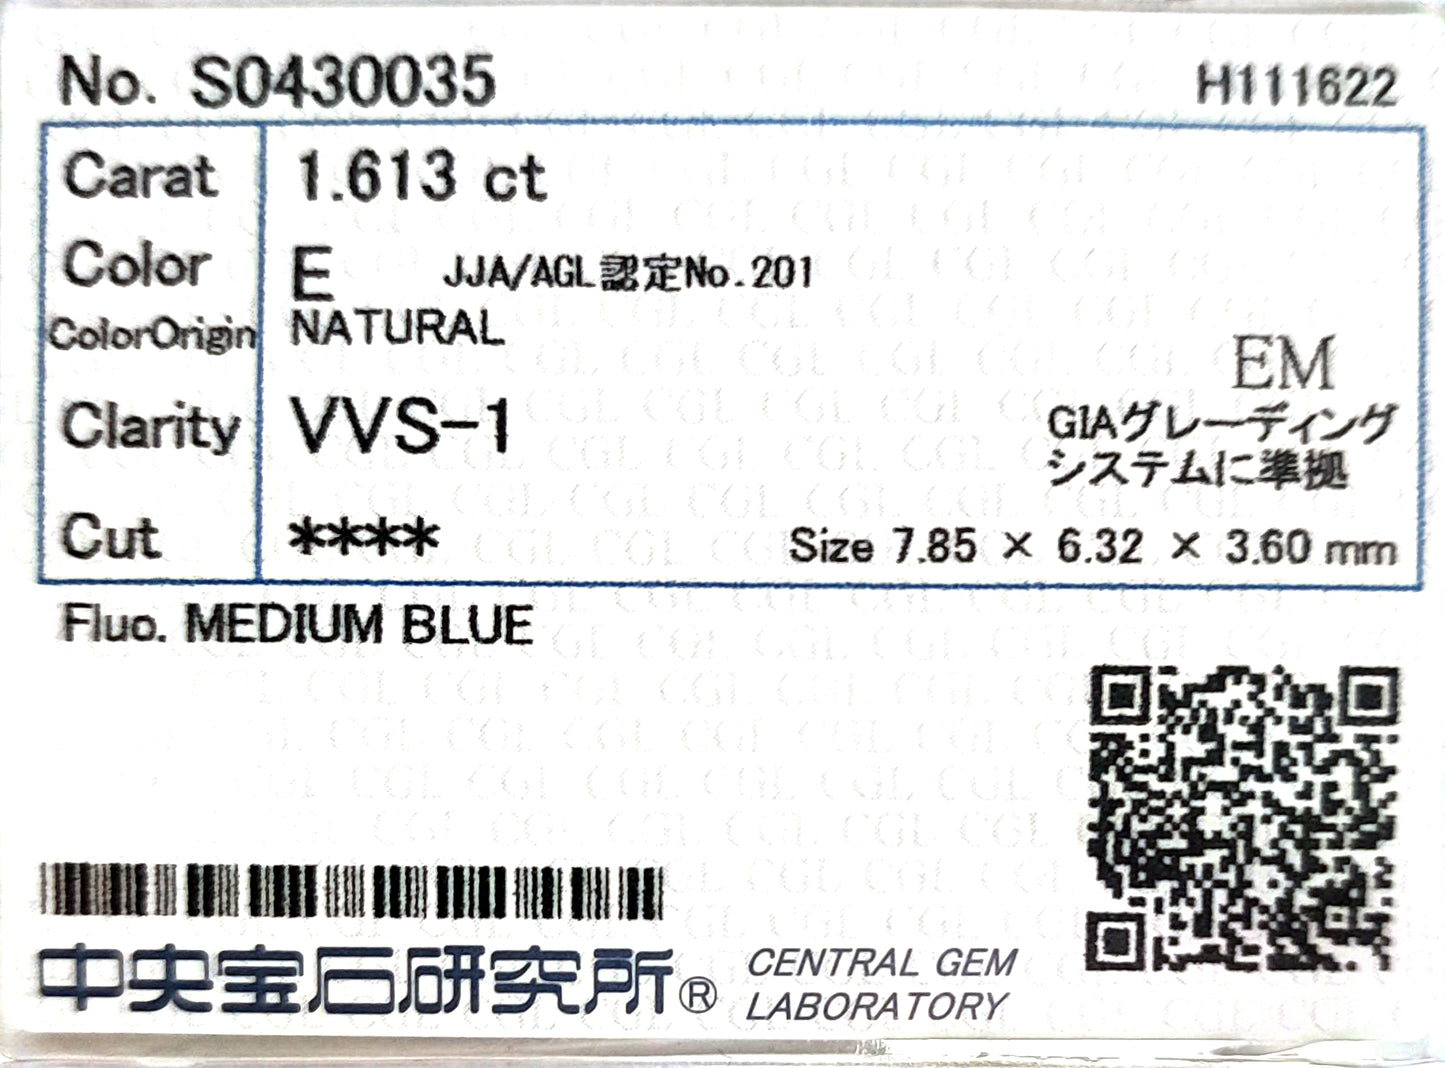 No. S0430035 H111622
Carat 1.613 ct
Color E JJA/AGL認定No.201
ColorOrigin NATURAL
EM
Clarity VVS-1 GIAグレーディング
システムに準拠
Cut **** Size 7.85 × 6.32 × 3.60 mm
Fluo. MEDIUM BLUE
中央宝石研究所® CENTRAL GEM
LABORATORY